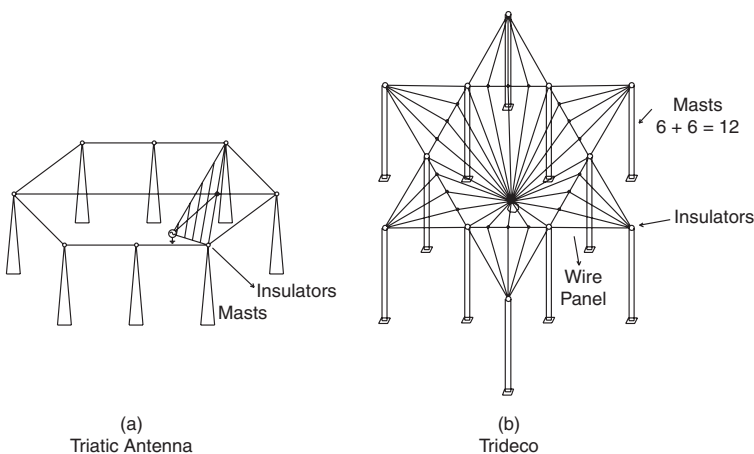 Insulators
Masts
(a)
Triatic Antenna
Masts
6 + 6 = 12
Insulators
Wire
Panel
(b)
Trideco